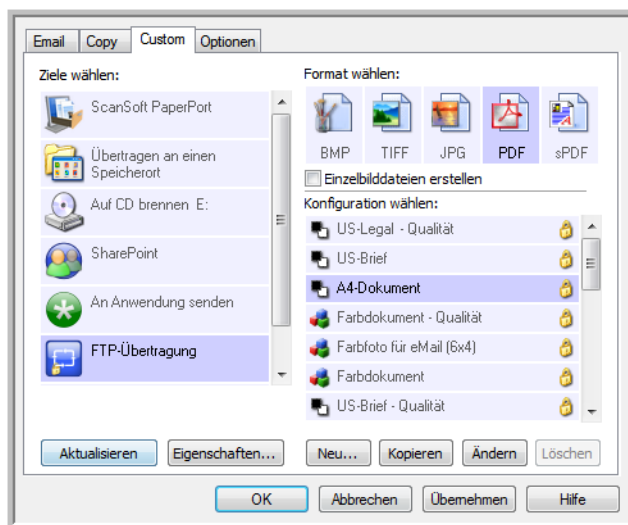 Email
Copy
Custom
Optionen
Ziele wählen:
ScanSoft PaperPort
Übertragen an einen
Speicherort
Auf CD brennen E:
SharePoint
An Anwendung senden
FTP-Übertragung
Format wählen:
BMP
TIFF
JPG
PDF
sPDF
Einzelbilddateien erstellen
Konfiguration wählen:
US-Legal - Qualität
US-Brief
A4-Dokument
Farbdokument - Qualität
Farbfoto für eMail (6x4)
Farbdokument
US-Brief - Qualität
Aktualisieren
Eigenschaften...
Neu...
Kopieren
Ändern
Löschen
OK
Abbrechen
Übernehmen
Hilfe